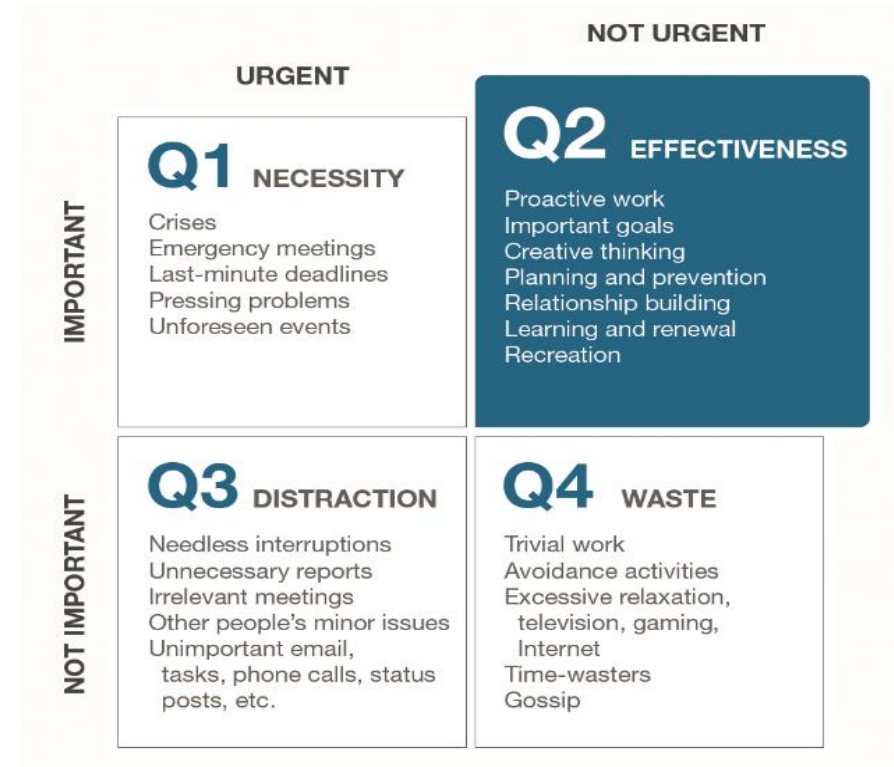 NOT URGENT
URGENT
IMPORTANT
Q1 NECESSITY
Crises
Emergency meetings
Last-minute deadlines
Pressing problems
Unforeseen events
Q2 EFFECTIVENESS
Proactive work
Important goals
Creative thinking
Planning and prevention
Relationship building
Learning and renewal
Recreation
NOT IMPORTANT
Q3 DISTRACTION
Needless interruptions
Unnecessary reports
Irrelevant meetings
Other people's minor issues
Unimportant email,
tasks, phone calls, status
posts, etc.
Q4 WASTE
Trivial work
Avoidance activities
Excessive relaxation,
television, gaming,
Internet
Time-wasters
Gossip